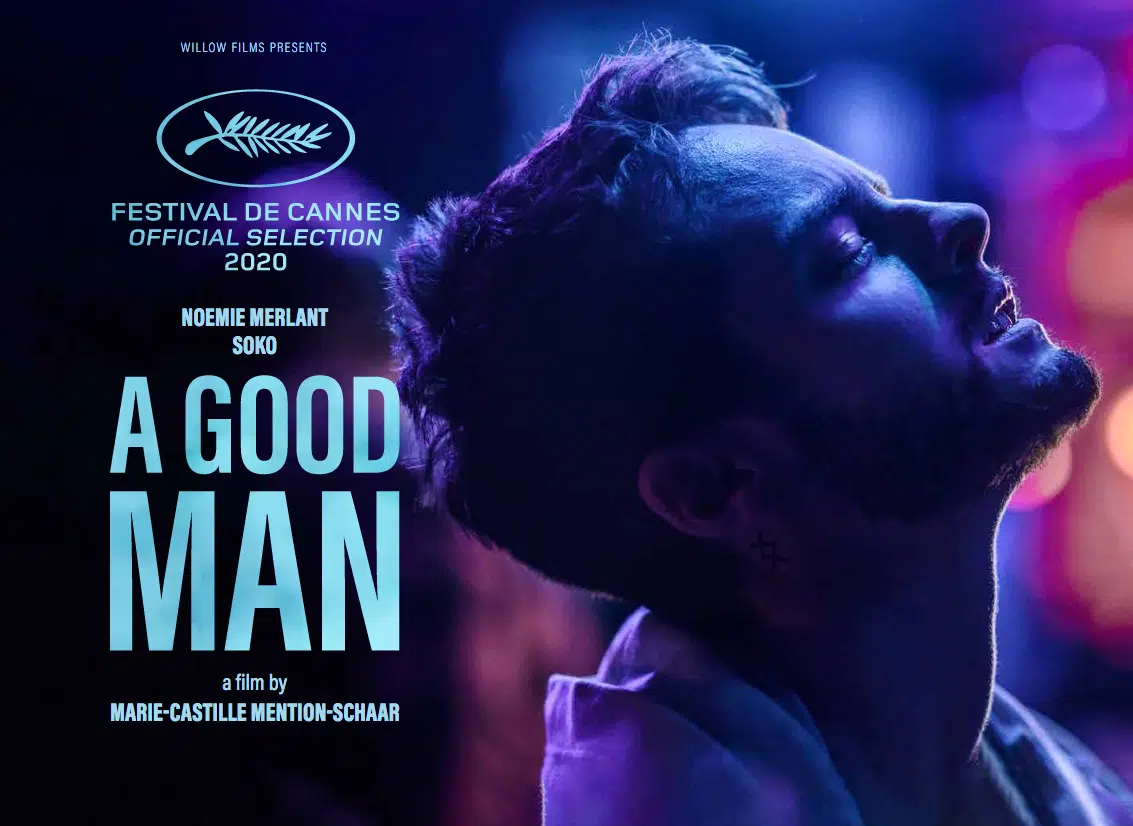 WILLOW FILMS PRESENTS
FESTIVAL DE CANNES
OFFICIAL SELECTION
2020
NOEMIE MERLANT
SOKO
A GOOD
MAN
a film by
MARIE-CASTILLE MENTION-SCHAAR